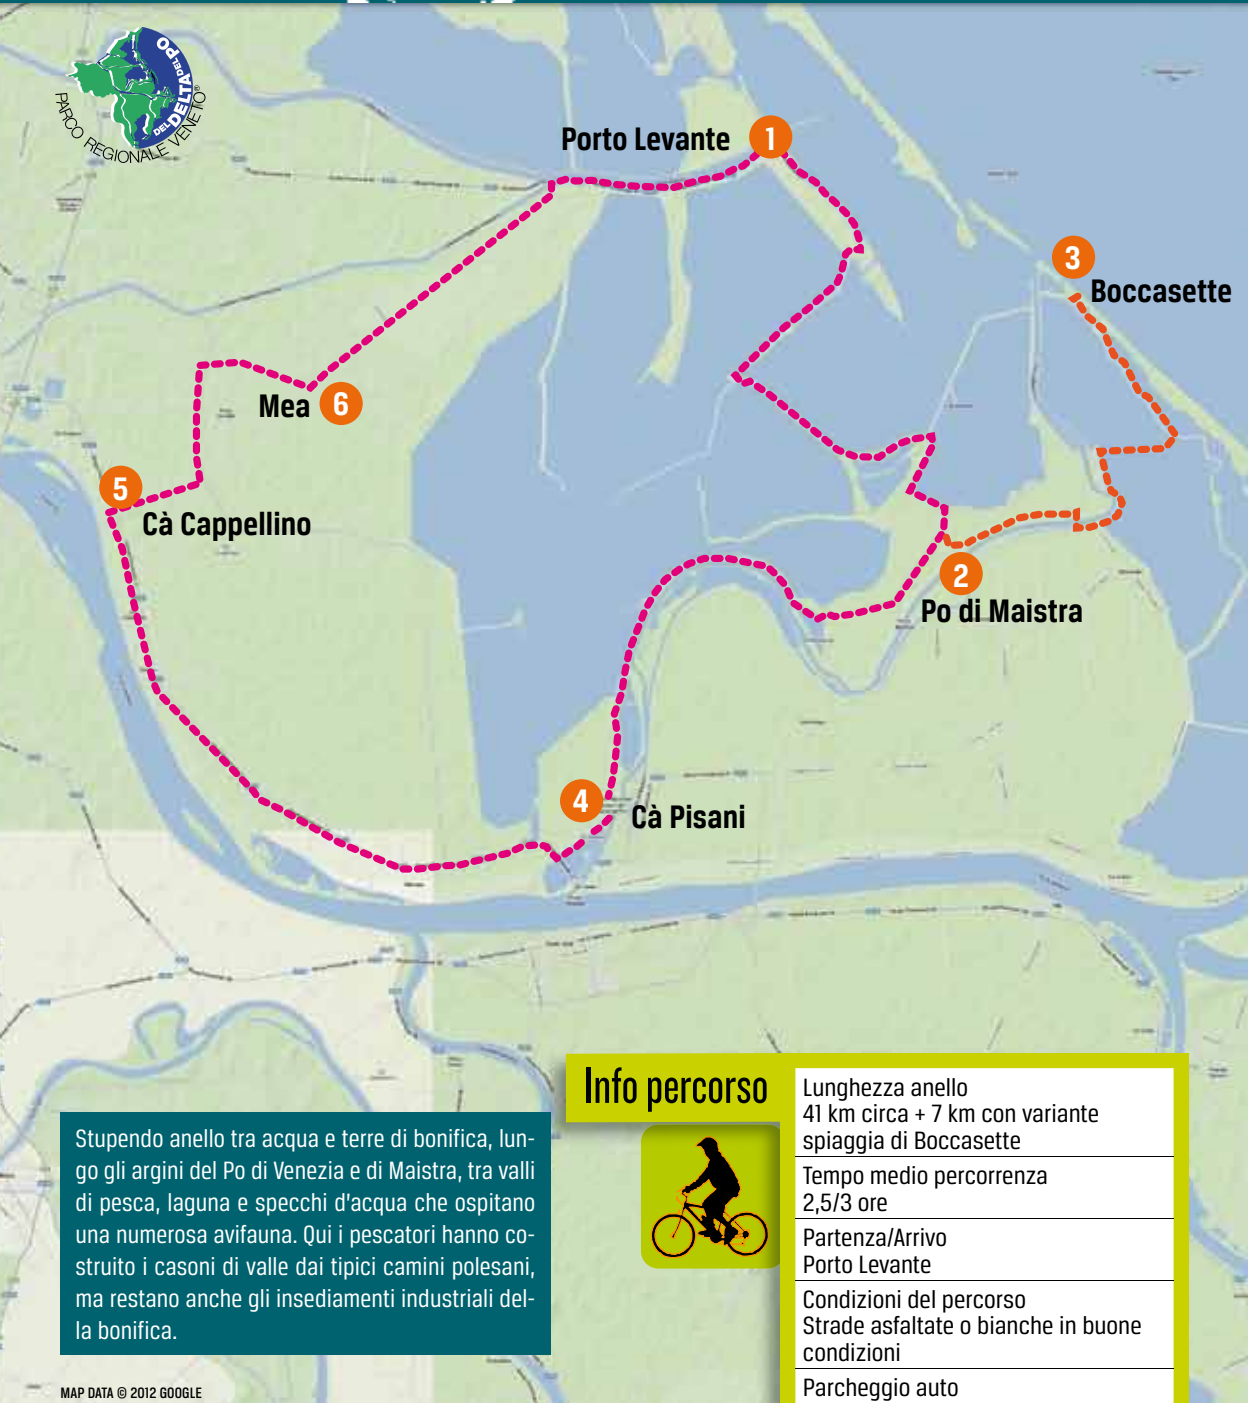 PARCO REGIONALE VENETO®
DEL DELTA DEL PO
Porto Levante 1
3
Boccasette
Mea 6
5
Cà Cappellino
2
Po di Maistra
4
Cà Pisani
Info percorso
Lunghezza anello
41 km circa + 7 km con variante
spiaggia di Boccasette
Tempo medio percorrenza
2,5/3 ore
Partenza/Arrivo
Porto Levante
Condizioni del percorso
Strade asfaltate o bianche in buone
condizioni
Parcheggio auto
Stupendo anello tra acqua e terre di bonifica, lun-
go gli argini del Po di Venezia e di Maistra, tra valli
di pesca, laguna e specchi d'acqua che ospitano
una numerosa avifauna. Qui i pescatori hanno co-
struito i casoni di valle dai tipici camini polesani,
ma restano anche gli insediamenti industriali del-
la bonifica.
MAP DATA © 2012 GOOGLE